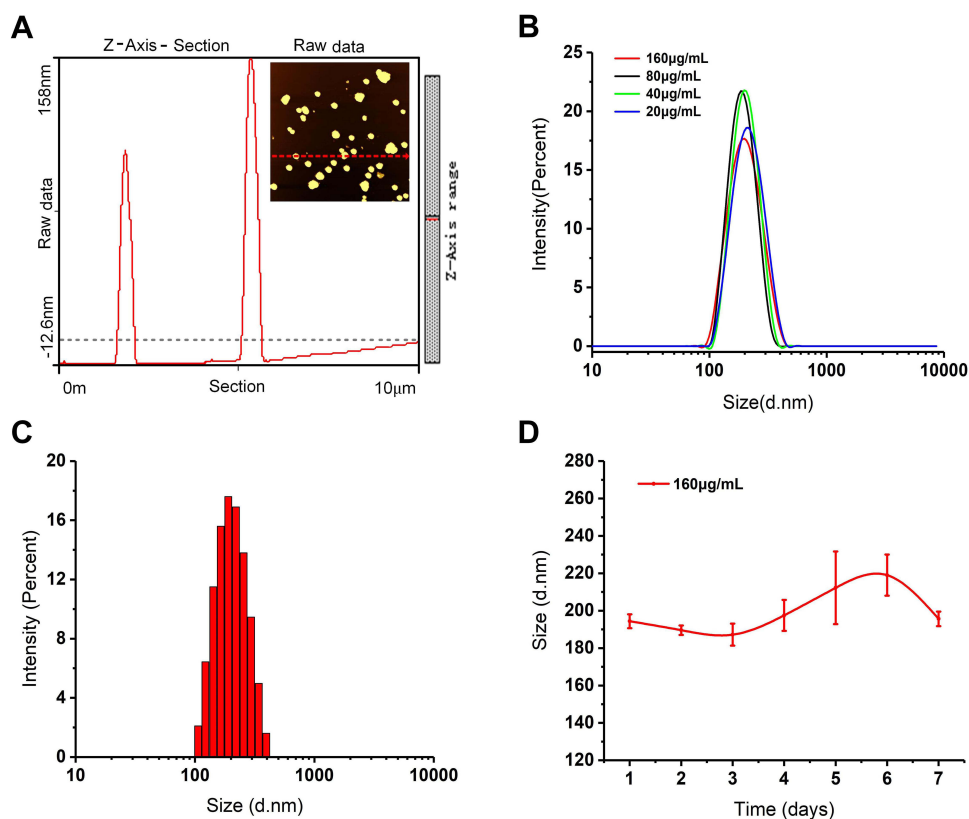 A
Z-Axis-Section Raw data
158nm
Raw data
-12.6nm
0m Section 10μm
Z-Axis range
B
25
20
15
10
5
0
Intensity(Percent)
160μg/mL
80μg/mL
40μg/mL
20μg/mL
10 100 1000 10000
Size(d.nm)
C
20
16
12
8
4
0
Intensity (Percent)
10 100 1000 10000
Size (d.nm)
D
280
260
240
220
200
180
160
140
120
Size (d.nm)
160μg/mL
1 2 3 4 5 6 7
Time (days)